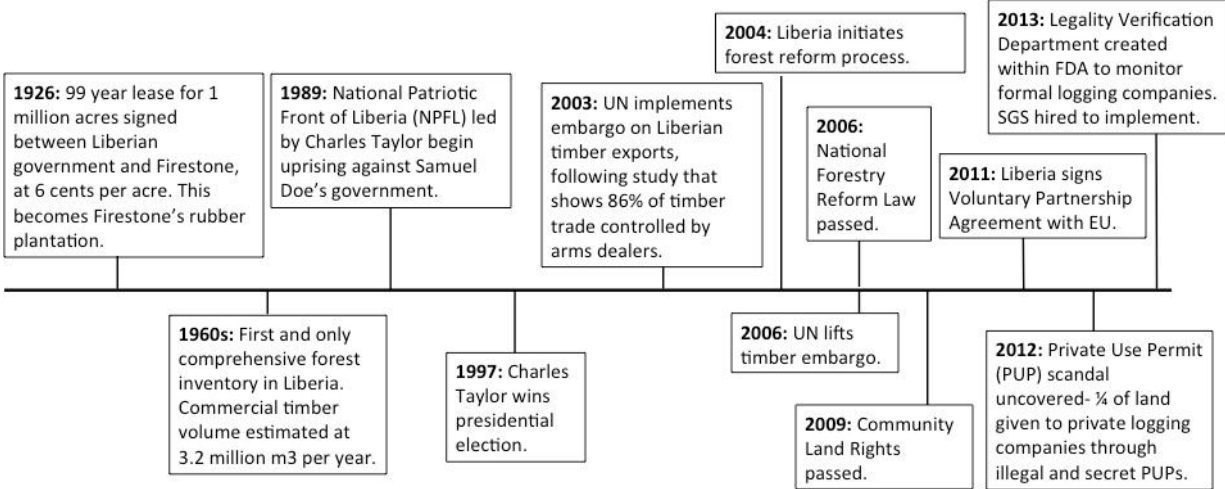 1926: 99 year lease for 1
million acres signed
between Liberian
government and Firestone,
at 6 cents per acre. This
becomes Firestone's rubber
plantation.
1960s: First and only
comprehensive forest
inventory in Liberia.
Commercial timber
volume estimated at
3.2 million m3 per year.
1989: National Patriotic
Front of Liberia (NPFL) led
by Charles Taylor begin
uprising against Samuel
Doe's government.
1997: Charles
Taylor wins
presidential
election.
2003: UN implements
embargo on Liberian
timber exports,
following study that
shows 86% of timber
trade controlled by
arms dealers.
2004: Liberia initiates
forest reform process.
2006:
National
Forestry
Reform Law
passed.
2006: UN lifts
timber embargo.
2009: Community
Land Rights
passed.
2011: Liberia signs
Voluntary Partnership
Agreement with EU.
2012: Private Use Permit
(PUP) scandal
uncovered- ¼ of land
given to private logging
companies through
illegal and secret PUPs.
2013: Legality Verification
Department created
within FDA to monitor
formal logging companies.
SGS hired to implement.